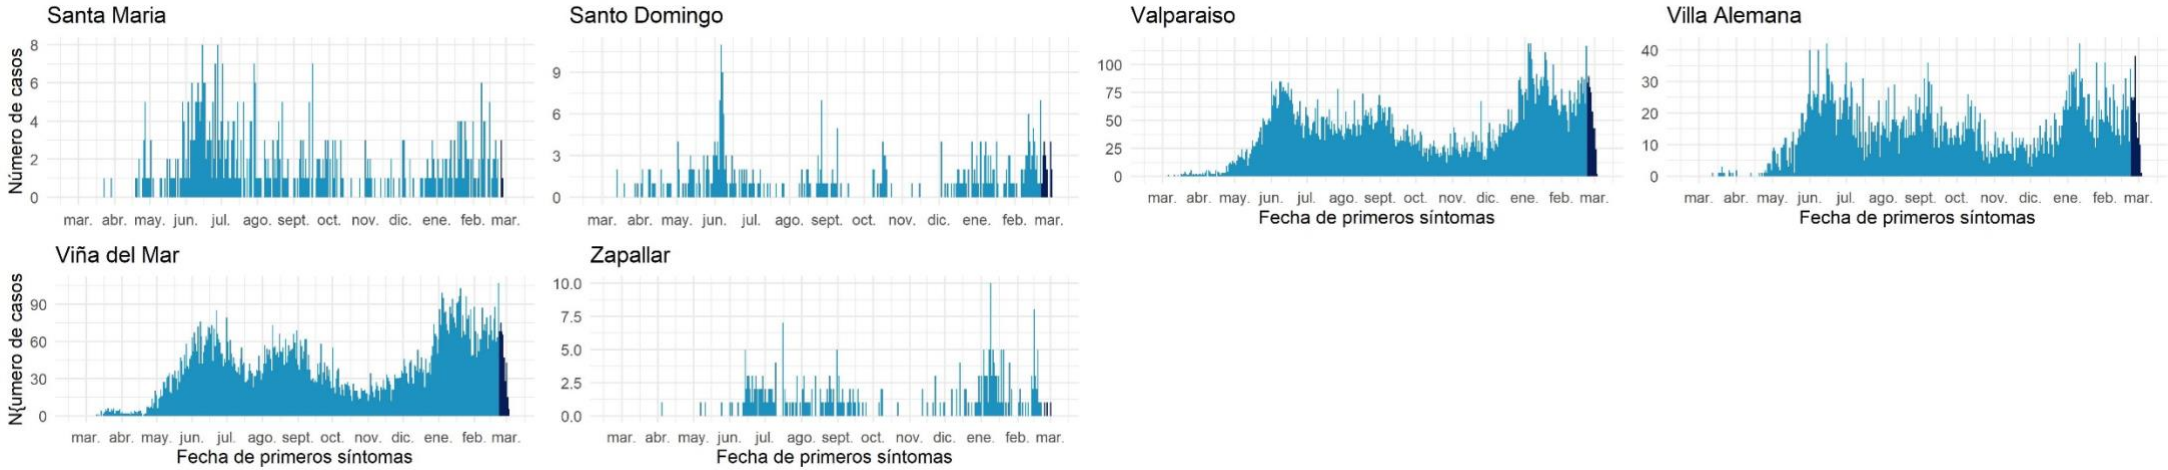 Santa Maria
Número de casos
8
6
4
2
0
mar. abr. may. jun. jul. ago. sept. oct. nov. dic. ene. feb. mar.
Santo Domingo
9
6
3
0
mar. abr. may. jun. jul. ago. sept. oct. nov. dic. ene. feb. mar.
Valparaiso
100
75
50
25
0
mar. abr. may. jun. jul. ago. sept. oct. nov. dic. ene. feb. mar.
Fecha de primeros síntomas
Villa Alemana
40
30
20
10
0
mar. abr. may. jun. jul. ago. sept. oct. nov. dic. ene. feb. mar.
Fecha de primeros síntomas
Viña del Mar
N{umero de casos
90
60
30
0
mar. abr. may. jun. jul. ago. sept. oct. nov. dic. ene. feb. mar.
Fecha de primeros síntomas
Zapallar
10.0
7.5
5.0
2.5
0.0
mar. abr. may. jun. jul. ago. sept. oct. nov. dic. ene. feb. mar.
Fecha de primeros síntomas